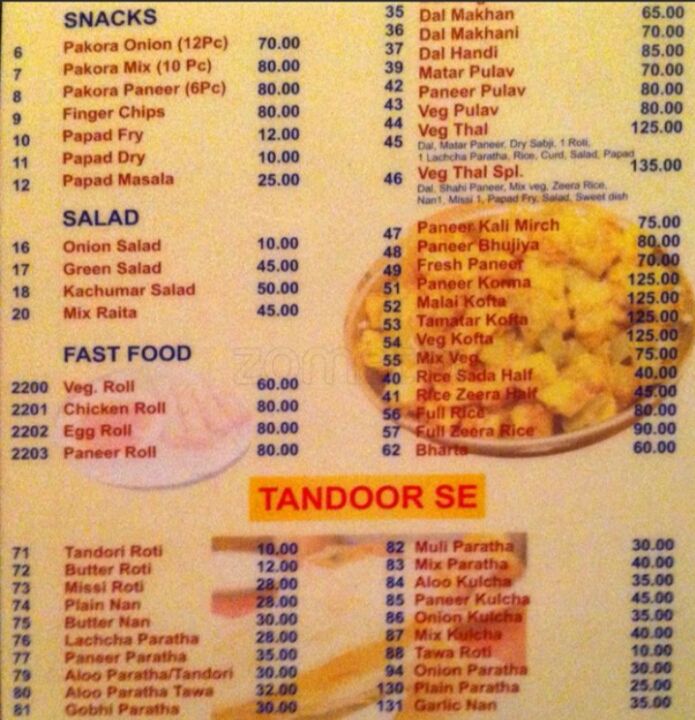 SNACKS
6 Pakora Onion (12Pc) 70.00
7 Pakora Mix (10 Pc) 80.00
8 Pakora Paneer (6Pc) 80.00
9 Finger Chips 80.00
10 Papad Fry 12.00
11 Papad Dry 10.00
12 Papad Masala 25.00
SALAD
16 Onion Salad 10.00
17 Green Salad 45.00
18 Kachumar Salad 50.00
20 Mix Raita 45.00
FAST FOOD
2200 Veg. Roll 60.00
2201 Chicken Roll 80.00
2202 Egg Roll 80.00
2203 Paneer Roll 80.00
35 Dal Makhan 65.00
36 Dal Makhani 70.00
37 Dal Handi 85.00
39 Matar Pulav 70.00
42 Paneer Pulav 80.00
43 Veg Pulav 80.00
44 Veg Thal 125.00
45 Dal, Matar Paneer, Dry Sabji, 1 Roti,
1 Lachcha Paratha, Rice, Curd, Salad, Papad
46 Veg Thal Spl. 135.00
Dal, Shahi Paneer, Mix veg, Zeera Rice,
Nan1, Missi 1, Papad Fry, Salad, Sweet dish
47 Paneer Kali Mirch 75.00
48 Paneer Bhujiya 80.00
49 Fresh Paneer 70.00
51 Paneer Korma 125.00
52 Malai Kofta 125.00
53 Tamatar Kofta 125.00
54 Veg Kofta 125.00
55 Mix Veg 75.00
40 Rice Sada Half 40.00
41 Rice Zeera Half 45.00
56 Full Rice 80.00
57 Full Zeera Rice 90.00
62 Bharta 60.00
TANDOOR SE
71 Tandori Roti 10.00
72 Butter Roti 12.00
73 Missi Roti 28.00
74 Plain Nan 28.00
75 Butter Nan 30.00
76 Lachcha Paratha 28.00
77 Paneer Paratha 35.00
79 Aloo Paratha/Tandori 30.00
80 Aloo Paratha Tawa 32.00
81 Gobhi Paratha 30.00
82 Muli Paratha 30.00
83 Mix Paratha 40.00
84 Aloo Kulcha 35.00
85 Paneer Kulcha 45.00
86 Onion Kulcha 35.00
87 Mix Kulcha 40.00
88 Tawa Roti 10.00
94 Onion Paratha 30.00
130 Plain Paratha 25.00
131 Garlic Nan 35.00